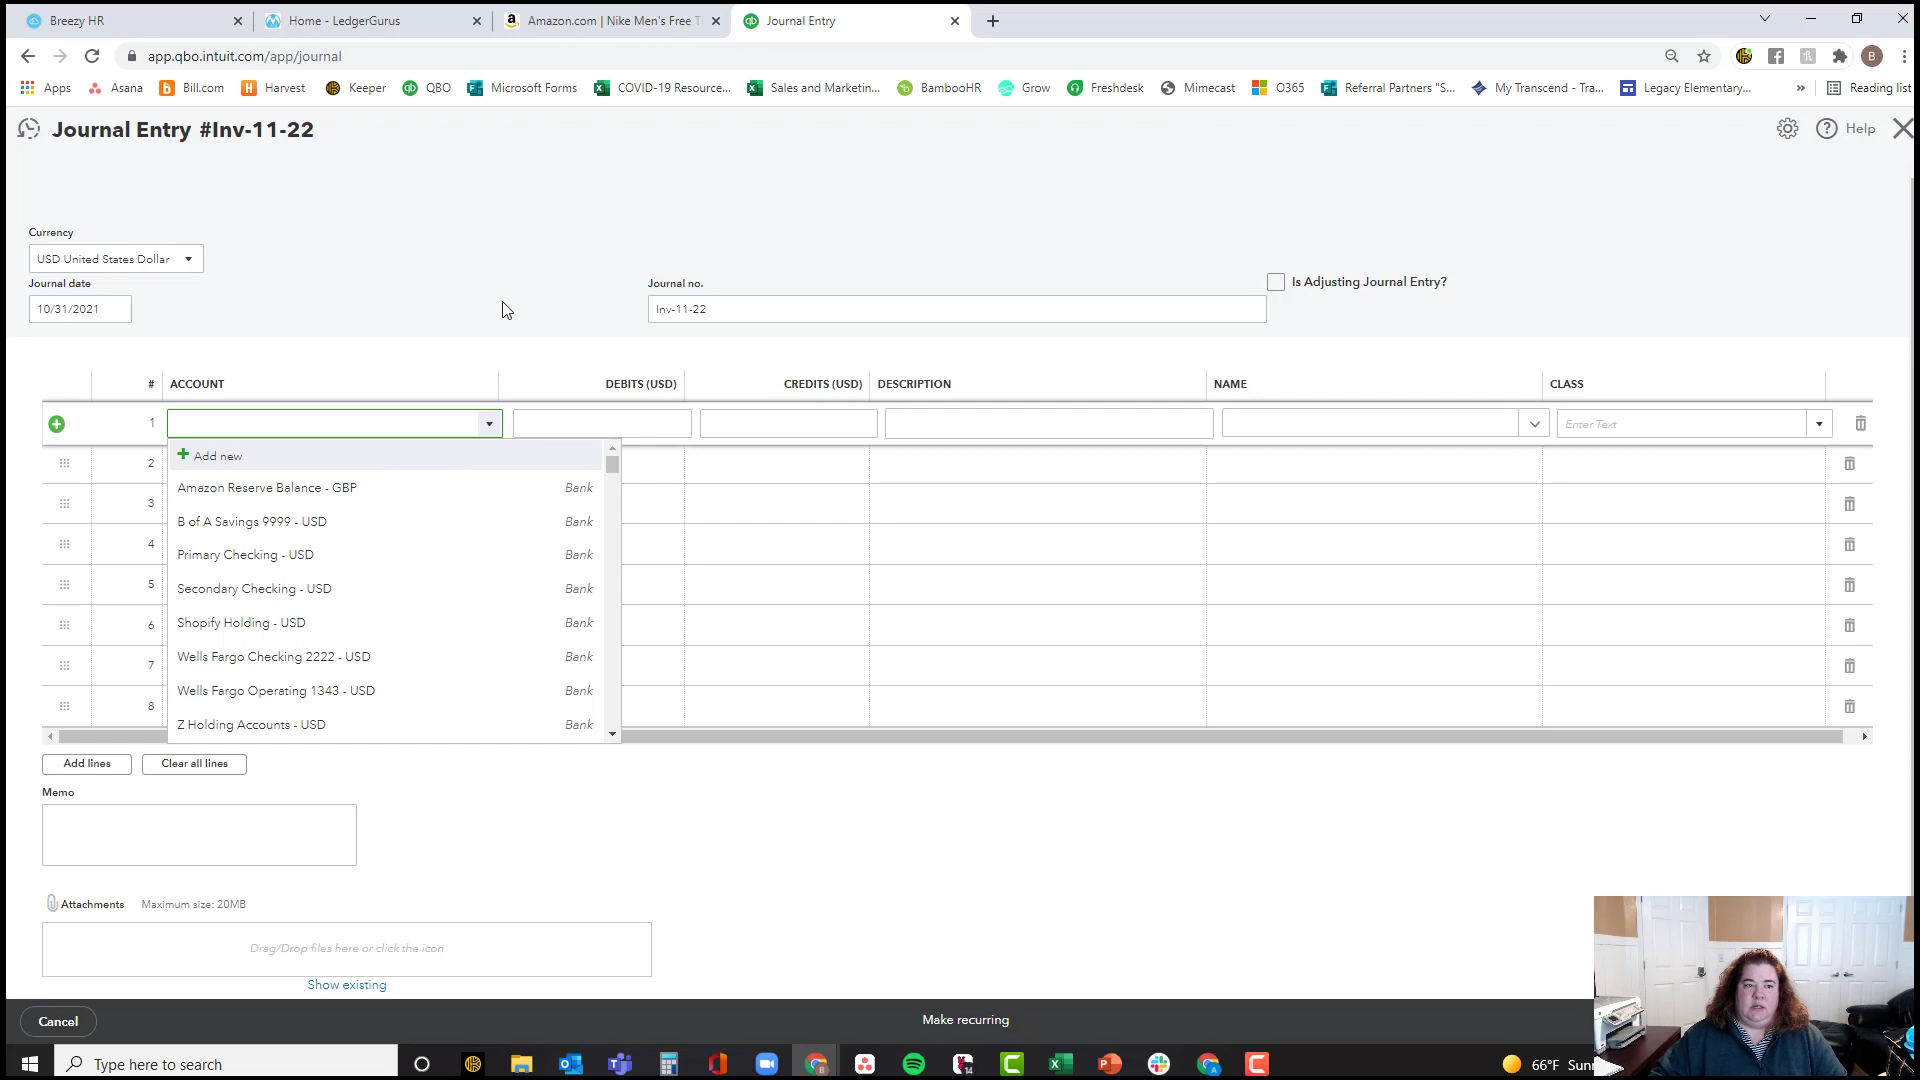 Breezy HR
Home - LedgerGurus
Amazon.com | Nike Men's Free T
Journal Entry
app.qbo.intuit.com/app/journal
B
Apps
Asana
Bill.com
Harvest
Keeper
QBO
Microsoft Forms
COVID-19 Resource...
Sales and Marketin...
BambooHR
Grow
Freshdesk
Mimecast
O365
Referral Partners "S...
My Transcend - Tra...
Legacy Elementary...
»
Reading list
Journal Entry #Inv-11-22
Help
Currency
USD United States Dollar
Journal date
10/31/2021
Journal no.
Inv-11-22
Is Adjusting Journal Entry?
# ACCOUNT DEBITS (USD) CREDITS (USD) DESCRIPTION NAME CLASS
1 Enter Text
Add new
2
Amazon Reserve Balance - GBP Bank
3
B of A Savings 9999 - USD Bank
4
Primary Checking - USD Bank
5
Secondary Checking - USD Bank
6
Shopify Holding - USD Bank
7
Wells Fargo Checking 2222 - USD Bank
Wells Fargo Operating 1343 - USD Bank
8
Z Holding Accounts - USD Bank
Add lines
Clear all lines
Memo
Attachments Maximum size: 20MB
Drag/Drop files here or click the icon
Show existing
Cancel
Make recurring
Type here to search
14
66°F